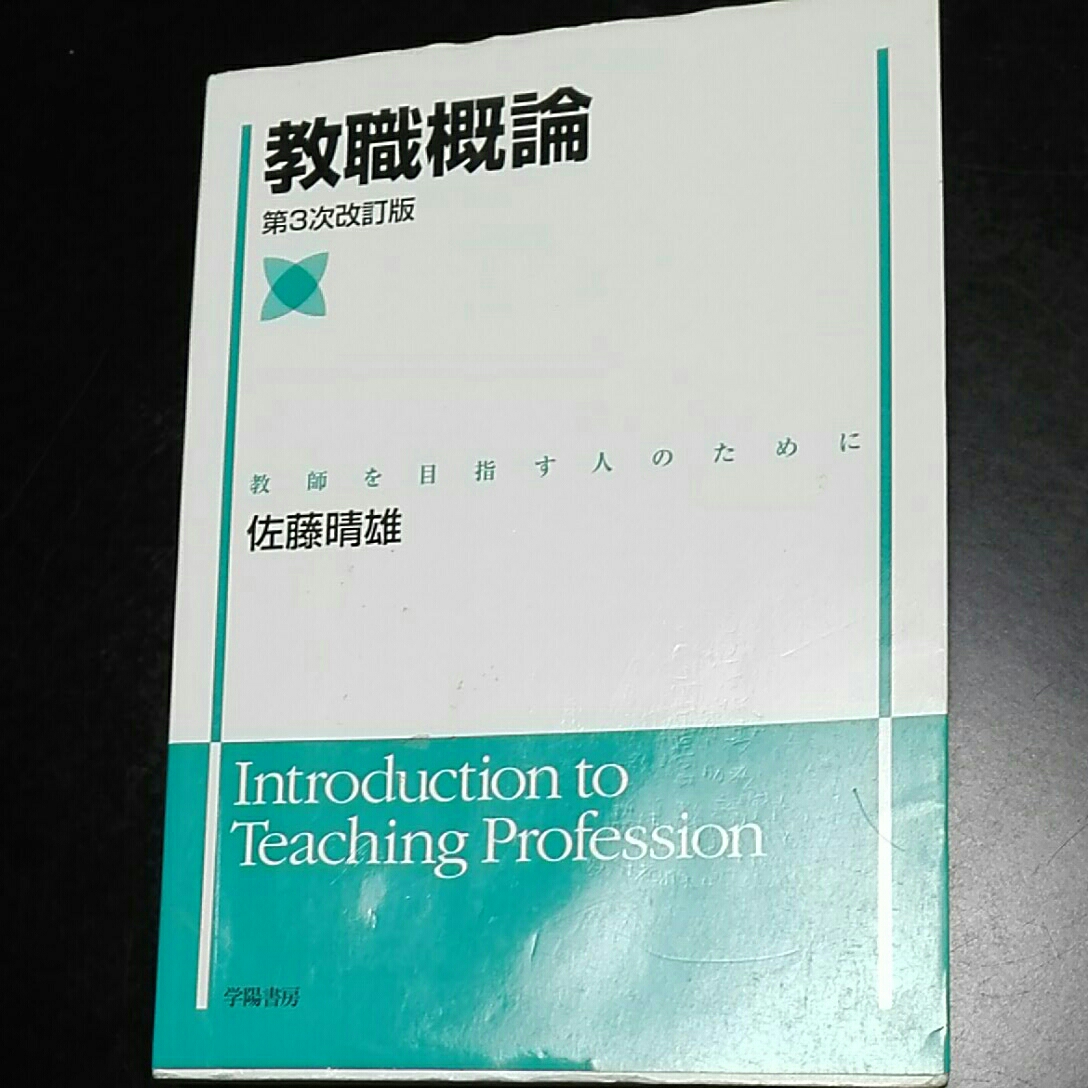 教職概論
第3次改訂版
教師を目指す人のために
佐藤晴雄
Introduction to
Teaching Profession
学陽書房